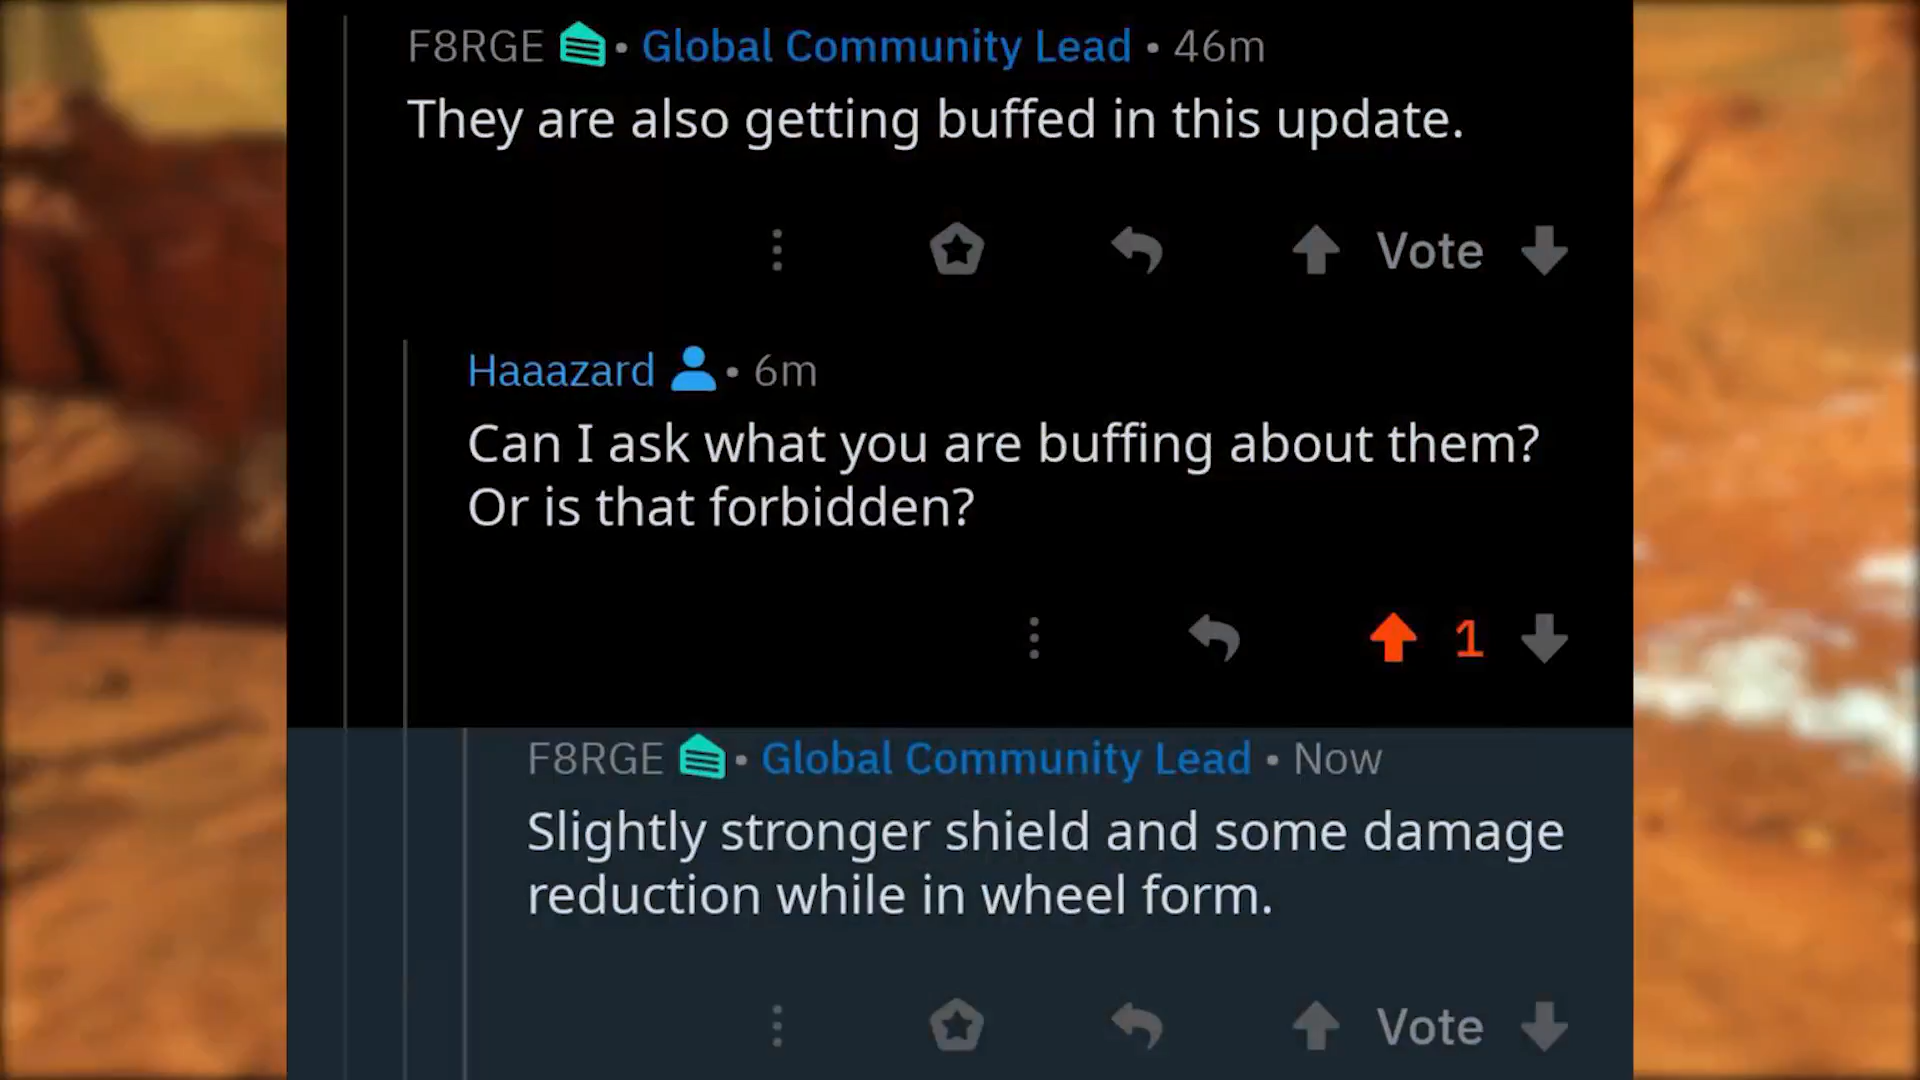 F8RGE • Global Community Lead • 46m
They are also getting buffed in this update.
Vote
Haaazard • 6m
Can I ask what you are buffing about them?
Or is that forbidden?
1
F8RGE • Global Community Lead • Now
Slightly stronger shield and some damage
reduction while in wheel form.
Vote